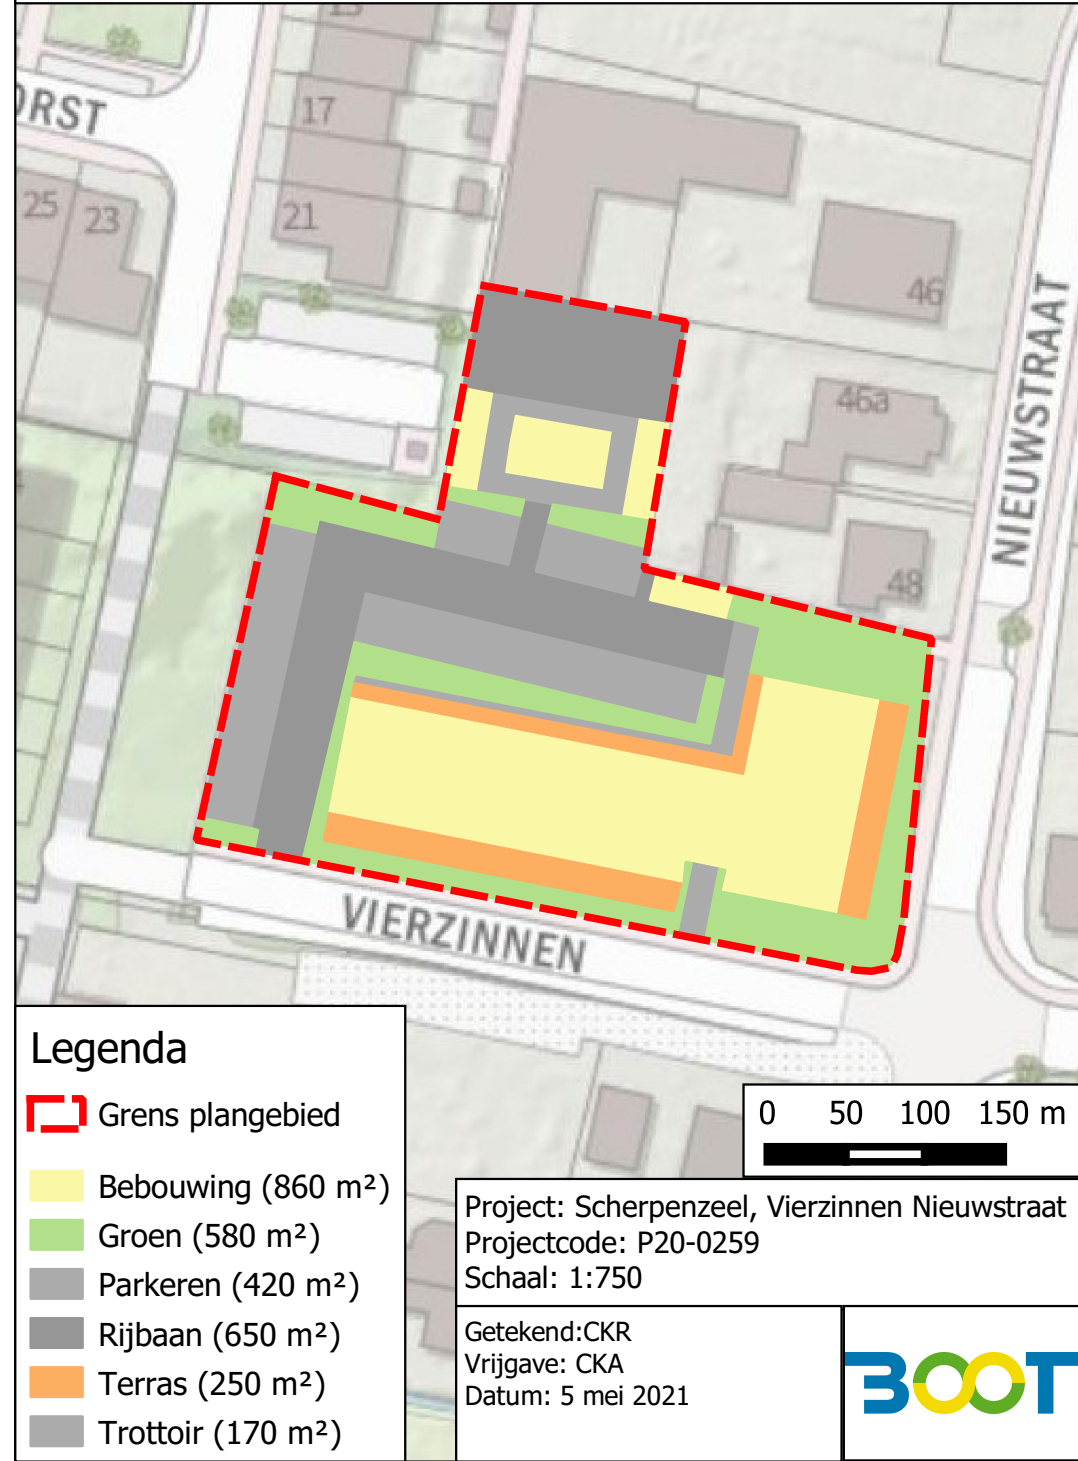 17
21
25
23
46
46a
48
NIEUWSTRAAT
VIERZINNEN
Legenda
Grens plangebied
Bebouwing (860 m²)
Groen (580 m²)
Parkeren (420 m²)
Rijbaan (650 m²)
Terras (250 m²)
Trottoir (170 m²)
0 50 100 150 m
Project: Scherpenzeel, Vierzinnen Nieuwstraat
Projectcode: P20-0259
Schaal: 1:750
Getekend:CKR
Vrijgave: CKA
Datum: 5 mei 2021
BOOT